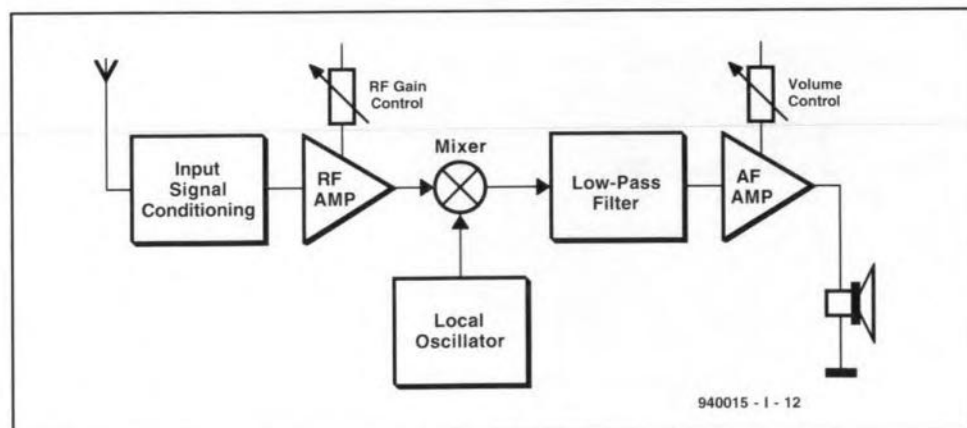 RF Gain
Control
Volume
Control
Mixer
Input
Signal
Conditioning
RF
AMP
Low-Pass
Filter
AF
AMP
Local
Oscillator
940015 - I - 12